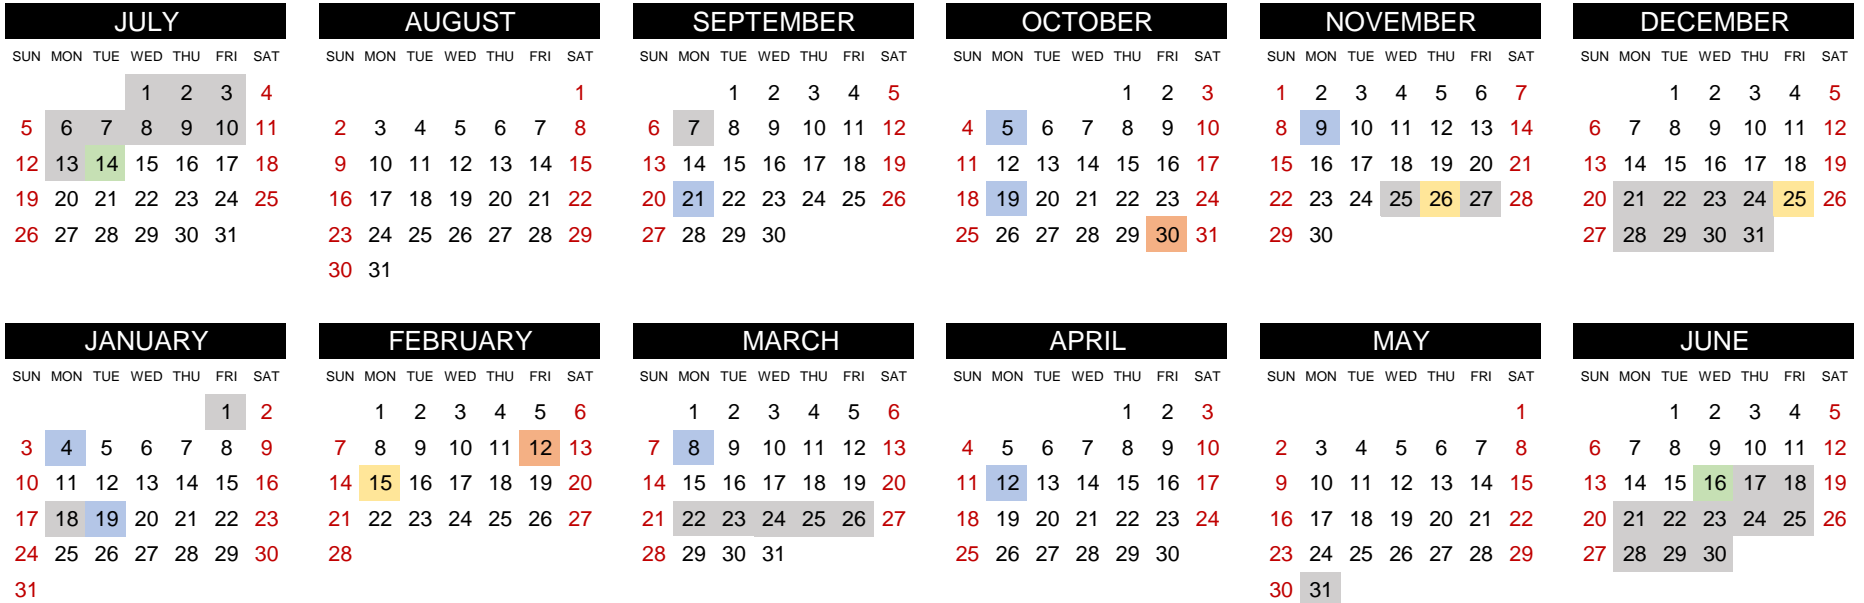 JULY AUGUST SEPTEMBER OCTOBER NOVEMBER DECEMBER
SUN MON TUE WED THU FRI SAT SUN MON TUE WED THU FRI SAT SUN MON TUE WED THU FRI SAT SUN MON TUE WED THU FRI SAT SUN MON TUE WED THU FRI SAT SUN MON TUE WED THU FRI SAT
1 2 3 4 1 1 2 3 4 5 1 2 3 1 2 3 4 5 6 7 1 2 3 4 5
5 6 7 8 9 10 11 2 3 4 5 6 7 8 6 7 8 9 10 11 12 4 5 6 7 8 9 10 8 9 10 11 12 13 14 6 7 8 9 10 11 12
12 13 14 15 16 17 18 9 10 11 12 13 14 15 13 14 15 16 17 18 19 11 12 13 14 15 16 17 15 16 17 18 19 20 21 13 14 15 16 17 18 19
19 20 21 22 23 24 25 16 17 18 19 20 21 22 20 21 22 23 24 25 26 18 19 20 21 22 23 24 22 23 24 25 26 27 28 20 21 22 23 24 25 26
26 27 28 29 30 31 23 24 25 26 27 28 29 27 28 29 30 25 26 27 28 29 30 31 29 30 27 28 29 30 31
30 31
JANUARY FEBRUARY MARCH APRIL MAY JUNE
SUN MON TUE WED THU FRI SAT SUN MON TUE WED THU FRI SAT SUN MON TUE WED THU FRI SAT SUN MON TUE WED THU FRI SAT SUN MON TUE WED THU FRI SAT SUN MON TUE WED THU FRI SAT
1 2 1 2 3 4 5 6 1 2 3 4 5 6 1 2 3 1 1 2 3 4 5
3 4 5 6 7 8 9 7 8 9 10 11 12 13 7 8 9 10 11 12 13 4 5 6 7 8 9 10 2 3 4 5 6 7 8 6 7 8 9 10 11 12
10 11 12 13 14 15 16 14 15 16 17 18 19 20 14 15 16 17 18 19 20 11 12 13 14 15 16 17 9 10 11 12 13 14 15 13 14 15 16 17 18 19
17 18 19 20 21 22 23 21 22 23 24 25 26 27 21 22 23 24 25 26 27 18 19 20 21 22 23 24 16 17 18 19 20 21 22 20 21 22 23 24 25 26
24 25 26 27 28 29 30 28 28 29 30 31 25 26 27 28 29 30 23 24 25 26 27 28 29 27 28 29 30
31 30 31